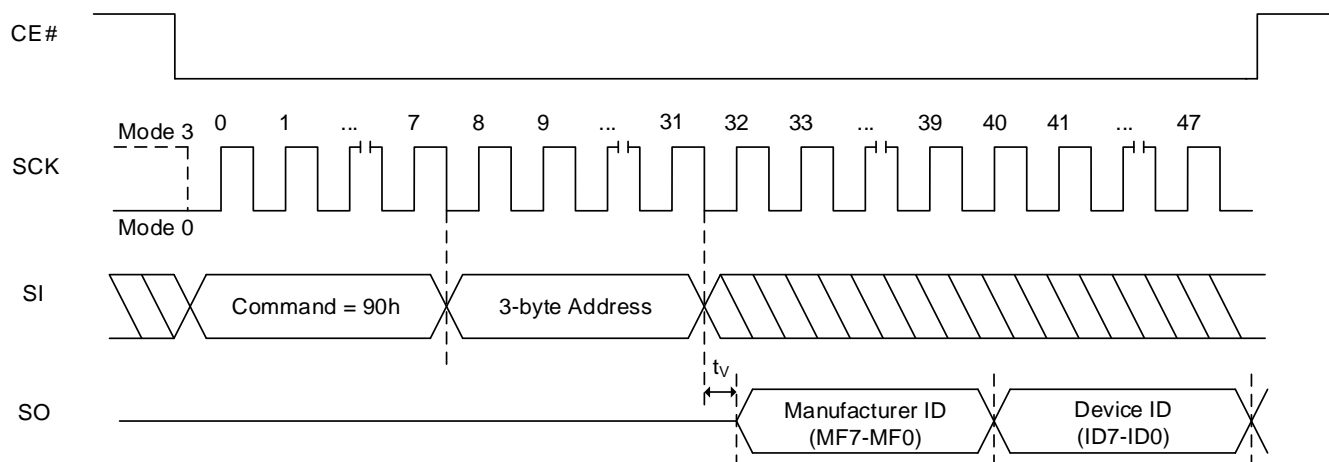 CE#
0 1 ... 7 8 9 ... 31 32 33 ... 39 40 41 ... 47
Mode 3
SCK
Mode 0
SI
Command = 90h
3-byte Address
tV
SO
Manufacturer ID
(MF7-MF0)
Device ID
(ID7-ID0)